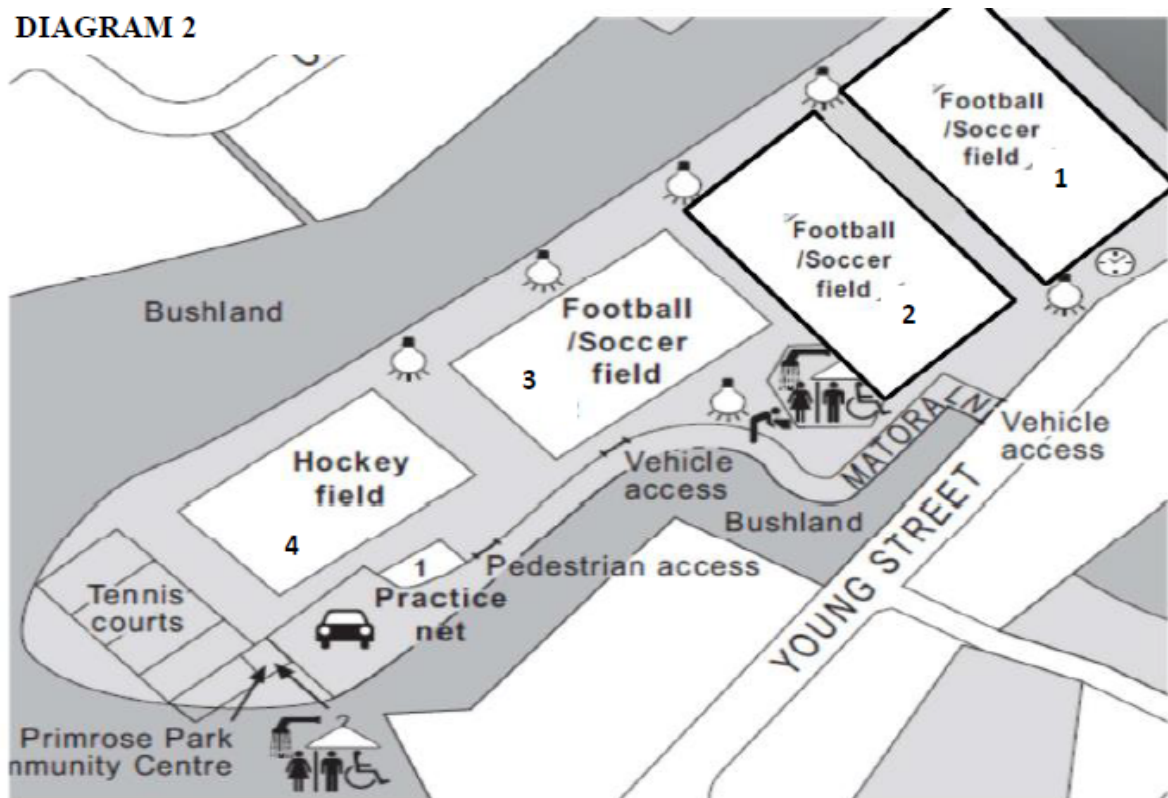 DIAGRAM 2
Football
/Soccer
field
1
Football
/Soccer
field
2
Bushland
Football
/Soccer
field
3
Hockey
field
4
MATORA LN
Vehicle
access
Vehicle
access
Bushland
YOUNG STREET
1
Pedestrian access
Practice
net
Tennis
courts
Primrose Park
mmunity Centre